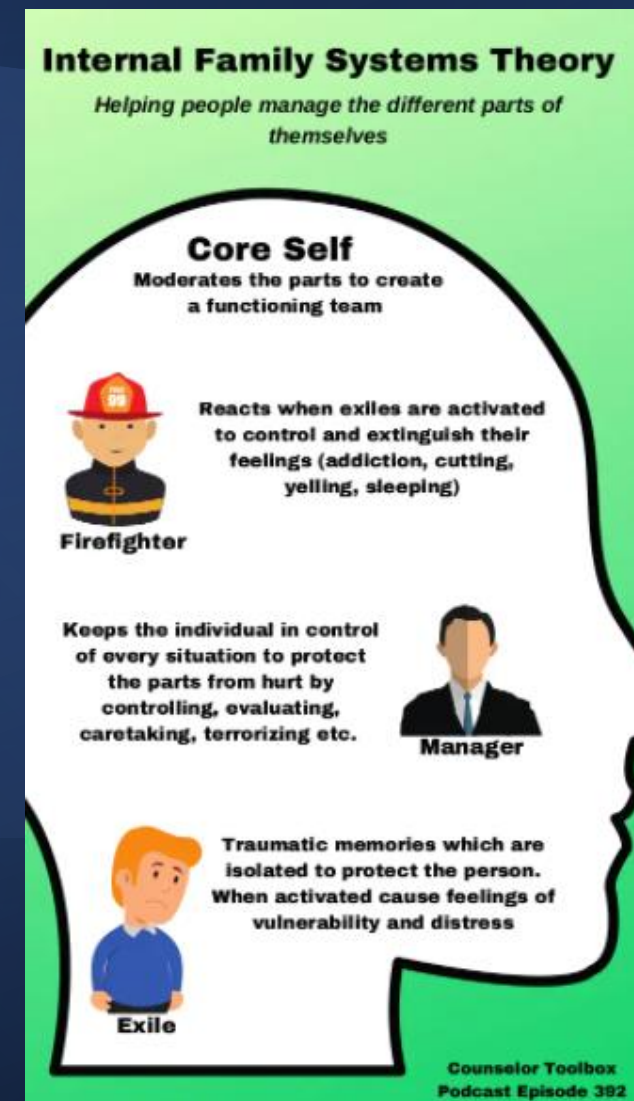 Internal Family Systems Theory
Helping people manage the different parts of
themselves
Core Self
Moderates the parts to create
a functioning team
99
Reacts when exiles are activated
to control and extinguish their
feelings (addiction, cutting,
yelling, sleeping)
Firefighter
Keeps the individual in control
of every situation to protect
the parts from hurt by
controlling, evaluating,
caretaking, terrorizing etc.
Manager
Traumatic memories which are
isolated to protect the person.
When activated cause feelings of
vulnerability and distress
Exile
Counselor Toolbox
Podcast Episode 392